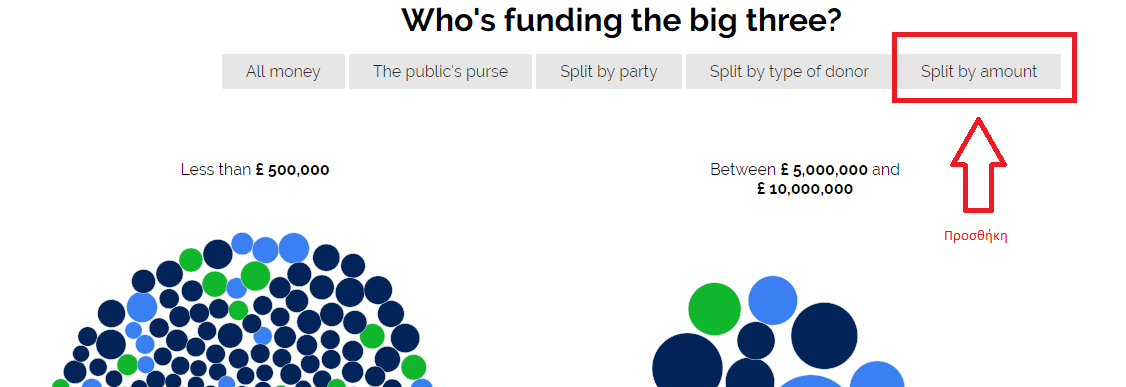 Who's funding the big three?
All money The public's purse Split by party Split by type of donor Split by amount
Less than £ 500,000
Between £ 5,000,000 and
£ 10,000,000
Προσθήκη